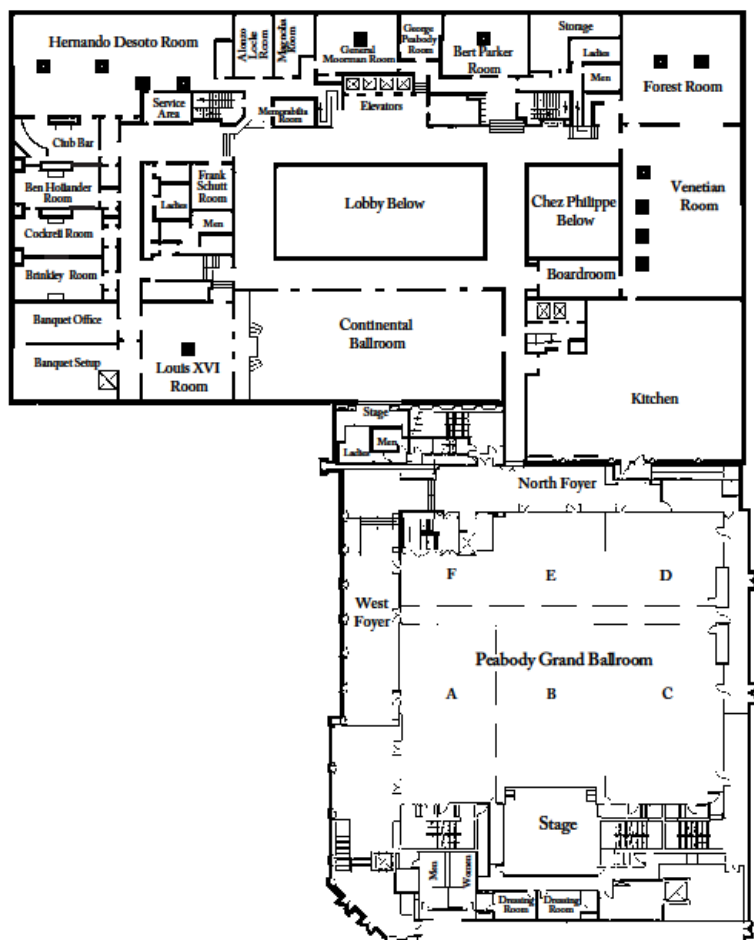 Hernando Desoto Room
Alonzo
Locke
Room
Magnolia
Room
General
Moorman Room
George
Peabody
Room
Bert Parker
Room
Storage
Ladies
Men
Forest Room
Service
Area
Memorabilia
Room
Elevators
Club Bar
Ben Hollander
Room
Cockrell Room
Brinkley Room
Banquet Office
Banquet Setup
Ladies
Frank
Schutt
Room
Men
Lobby Below
Chez Philippe
Below
Venetian
Room
Boardroom
Louis XVI
Room
Continental
Ballroom
Kitchen
Stage
Men
Ladies
North Foyer
F
E
D
West
Foyer
Peabody Grand Ballroom
A
B
C
Stage
Men
Women
Dressing
Room
Dressing
Room